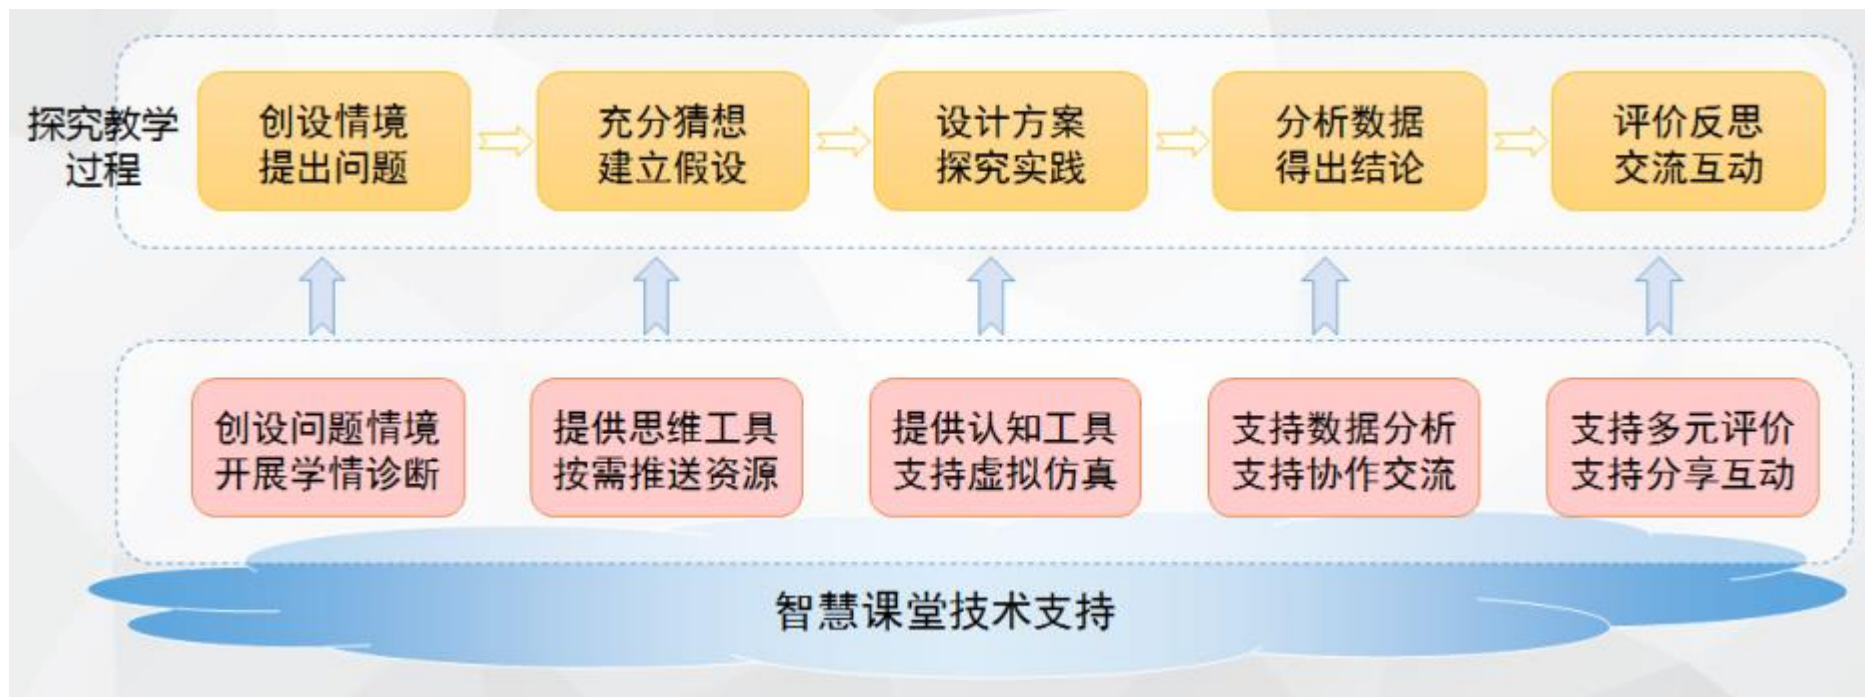 探究教学
过程
创设情境
提出问题
充分猜想
建立假设
设计方案
探究实践
分析数据
得出结论
评价反思
交流互动
创设问题情境
开展学情诊断
提供思维工具
按需推送资源
提供认知工具
支持虚拟仿真
支持数据分析
支持协作交流
支持多元评价
支持分享互动
智慧课堂技术支持